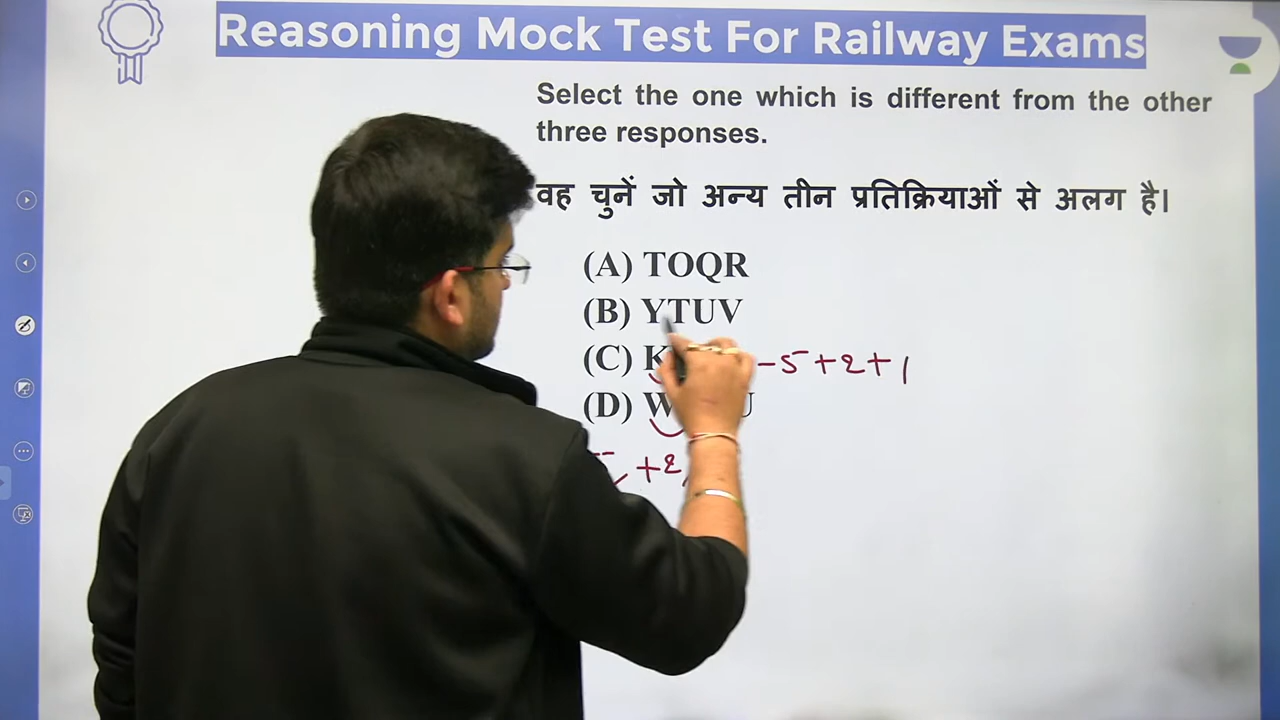 Reasoning Mock Test For Railway Exams
Select the one which is different from the other
three responses.
वह चुनें जो अन्य तीन प्रतिक्रियाओं से अलग है।
(A) TOQR
(B) YTUV
(C) K
-5+2+1
(D) W U
+2,